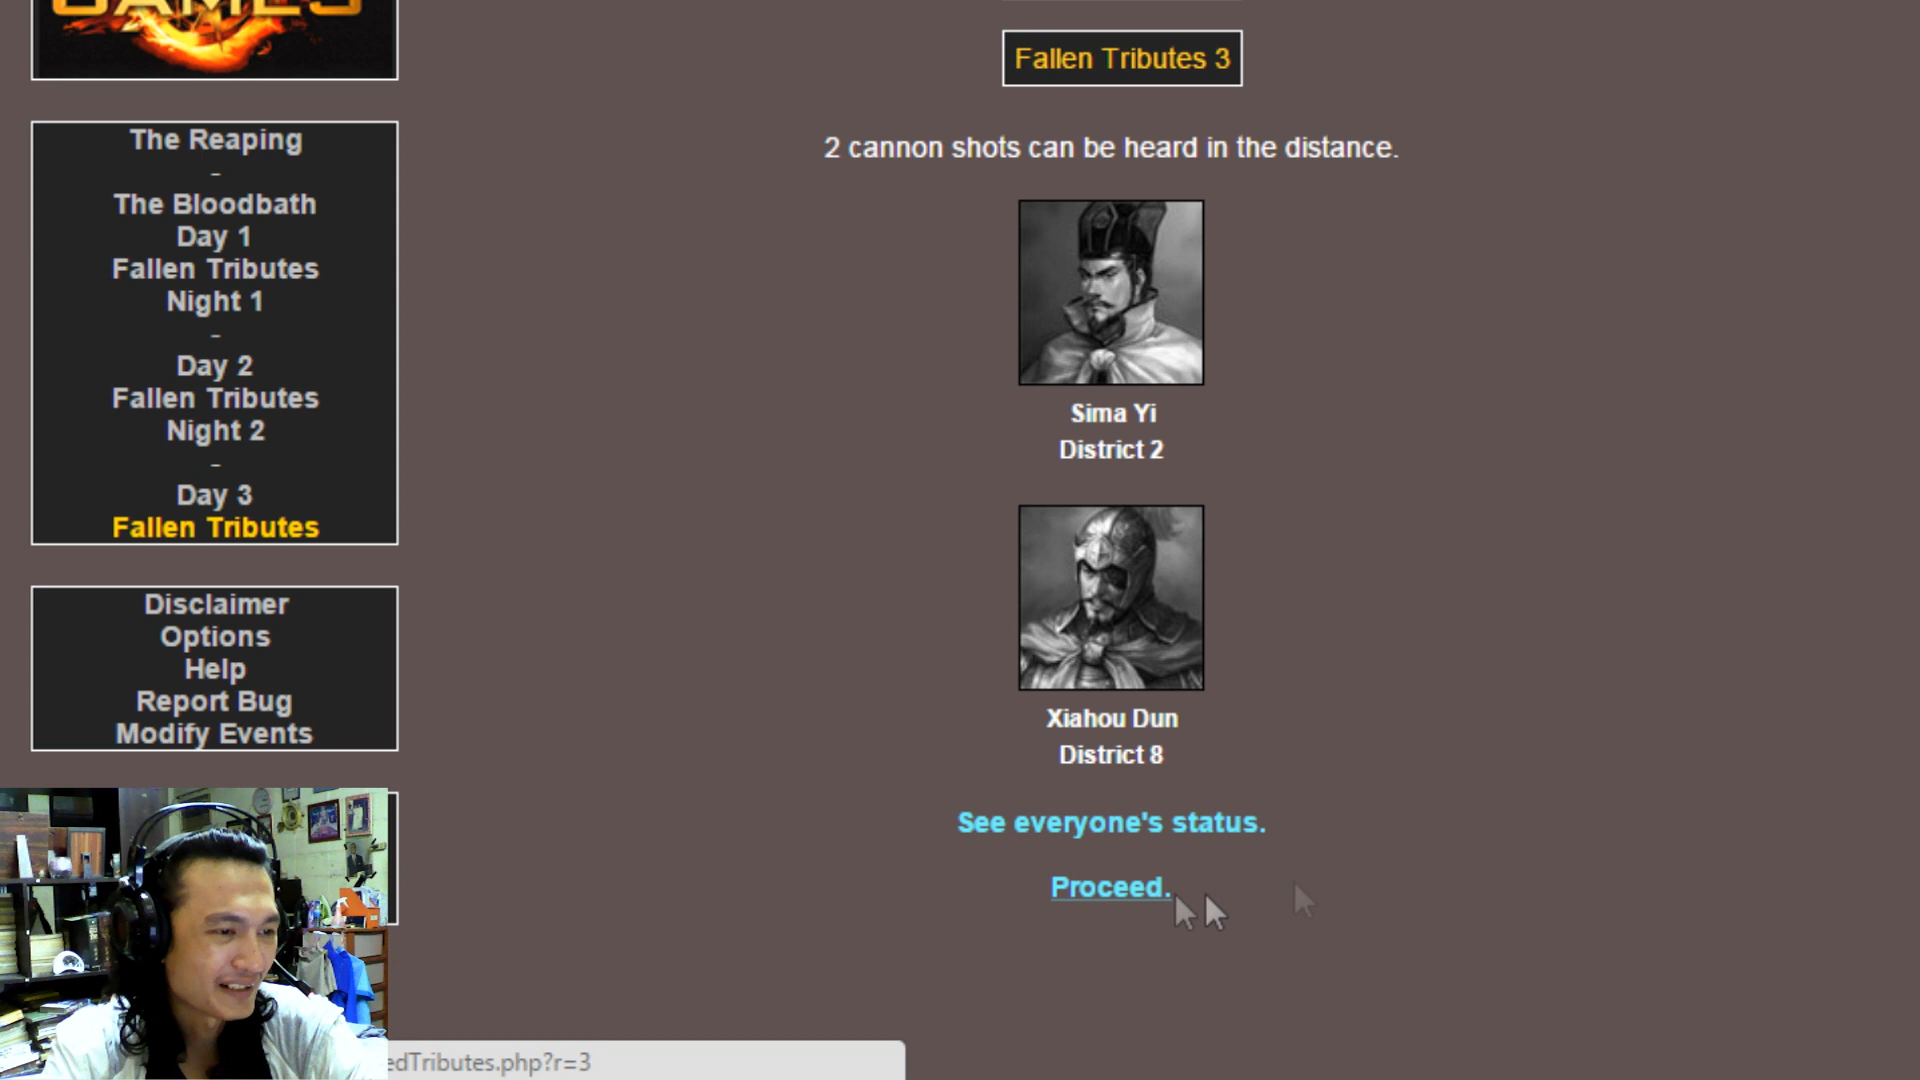 GAMES
The Reaping
-
The Bloodbath
Day 1
Fallen Tributes
Night 1
-
Day 2
Fallen Tributes
Night 2
-
Day 3
Fallen Tributes
Disclaimer
Options
Help
Report Bug
Modify Events
Fallen Tributes 3
2 cannon shots can be heard in the distance.
Sima Yi
District 2
Xiahou Dun
District 8
See everyone's status.
Proceed.
edTributes.php?r=3